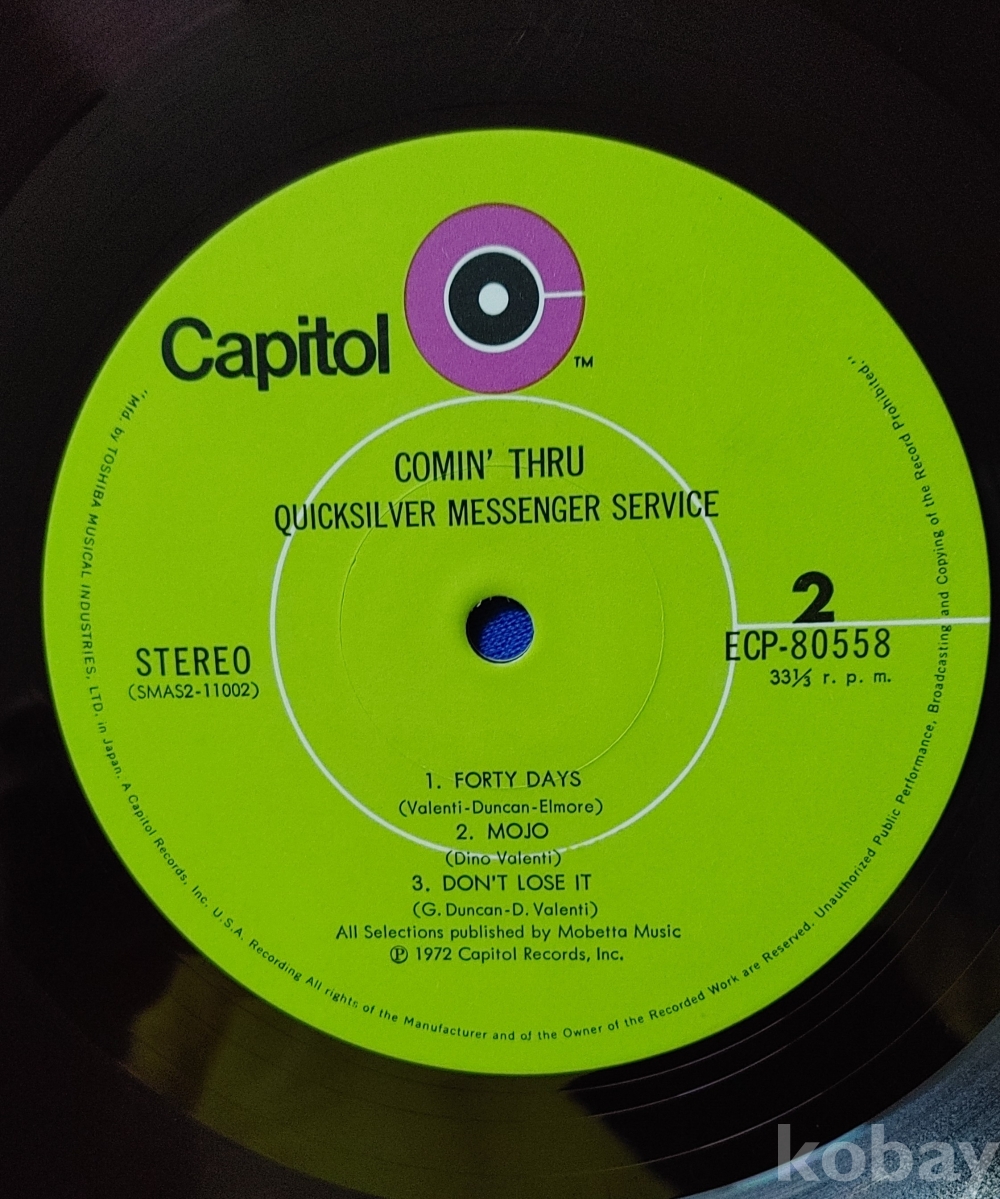 Capitol
TM
COMIN' THRU
QUICKSILVER MESSENGER SERVICE
2
ECP-80558
33⅓ r. p. m.
STEREO
(SMAS2-11002)
1. FORTY DAYS
(Valenti-Duncan-Elmore)
2. MOJO
(Dino Valenti)
3. DON'T LOSE IT
(G. Duncan-D. Valenti)
All Selections published by Mobetta Music
Ⓟ 1972 Capitol Records, Inc.
"Mfd. by TOSHIBA MUSICAL INDUSTRIES, LTD. in Japan. A Capitol Records, Inc. U.S.A. Recording All rights of the Manufacturer and of the Owner of the Recorded Work are Reserved. Unauthorized Public Performance, Broadcasting and Copying of the Record Prohibited."
kobay